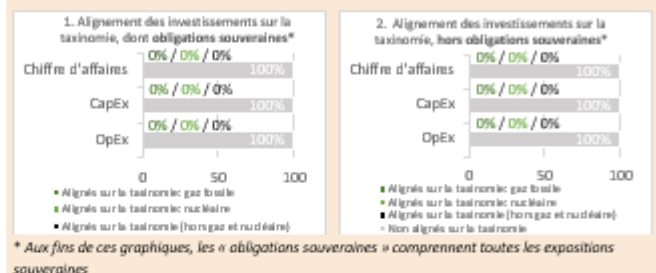 1. Alignement des investissements sur la
taxinomie, dont obligations souveraines*
Chiffre d'affaires
0% / 0% / 0%
100%
CapEx
0% / 0% / 0%
100%
OpEx
0% / 0% / 0%
100%
0 50 100
Alignés sur la taxinomie: gaz fossile
Alignés sur la taxinomie: nucléaire
Alignés sur la taxinomie (hors gaz et nucléaire)
2. Alignement des investissements sur la
taxinomie, hors obligations souveraines*
Chiffre d'affaires
0% / 0% / 0%
100%
CapEx
0% / 0% / 0%
100%
OpEx
0% / 0% / 0%
100%
0 50 100
Alignés sur la taxinomie: gaz fossile
Alignés sur la taxinomie: nucléaire
Alignés sur la taxinomie (hors gaz et nucléaire)
Non alignés sur la taxinomie
* Aux fins de ces graphiques, les « obligations souveraines » comprennent toutes les expositions
souveraines